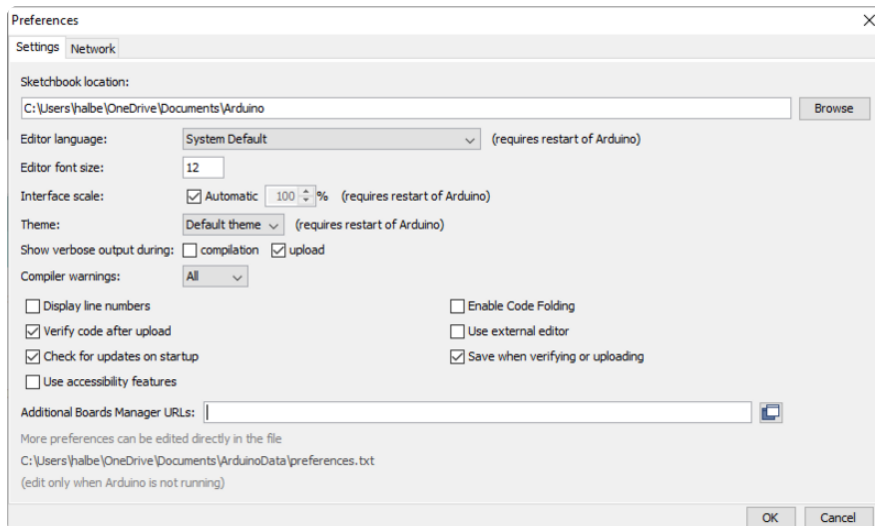 Preferences
Settings Network
Sketchbook location:
C:\Users\halbe\OneDrive\Documents\Arduino Browse
Editor language: System Default (requires restart of Arduino)
Editor font size: 12
Interface scale: Automatic 100 % (requires restart of Arduino)
Theme: Default theme (requires restart of Arduino)
Show verbose output during: compilation upload
Compiler warnings: All
Display line numbers Enable Code Folding
Verify code after upload Use external editor
Check for updates on startup Save when verifying or uploading
Use accessibility features
Additional Boards Manager URLs:
More preferences can be edited directly in the file
C:\Users\halbe\OneDrive\Documents\ArduinoData\preferences.txt
(edit only when Arduino is not running)
OK Cancel